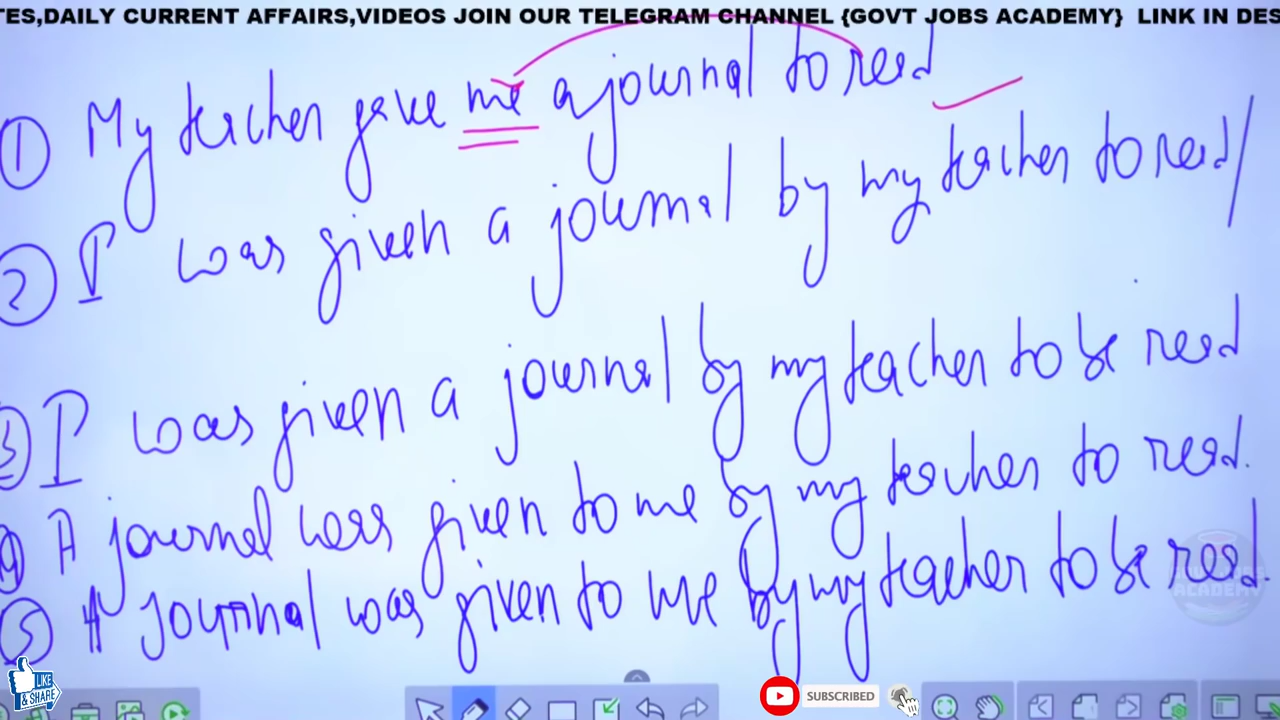 TES,DAILY CURRENT AFFAIRS,VIDEOS JOIN OUR TELEGRAM CHANNEL {GOVT JOBS ACADEMY} LINK IN DES
① My teacher gave me a journal to read
② I was given a journal by my teacher to read/
③ I was given a journal by my teacher to be read
④ A journal was given to me by my teacher to read.
⑤ A journal was given to me by my teacher to be read.
ACADEMY
LIKE
& SHARE
SUBSCRIBED